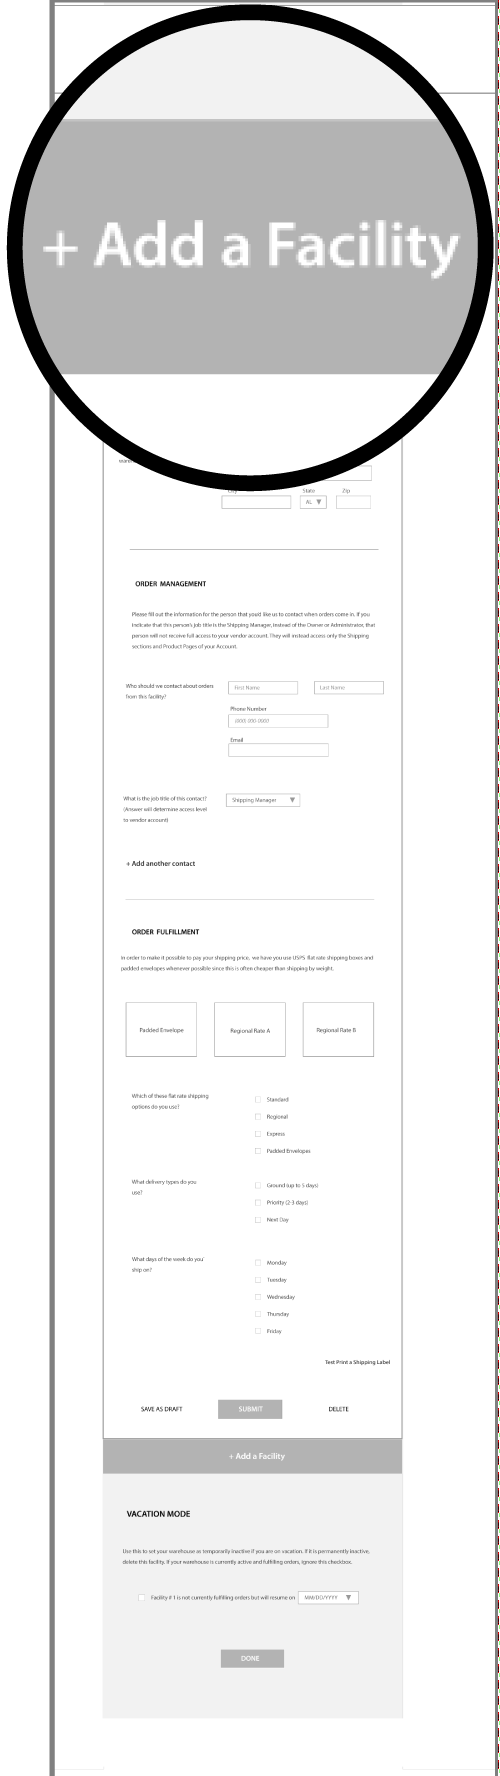 + Add a Facility
City
State
Zip
AL
ORDER MANAGEMENT
Please fill out the information for the person that you'd like us to contact when orders come in. If you
indicate that this person's job title is the Shipping Manager, instead of the Owner or Administrator, that
person will not receive full access to your vendor account. They will instead access only the Shipping
sections and Product Pages of your Account.
Who should we contact about orders
from this facility?
First Name
Last Name
Phone Number
(000) 000-0000
Email
What is the job title of this contact?
(Answer will determine access level
to vendor account)
Shipping Manager
+ Add another contact
ORDER FULFILLMENT
In order to make it possible to pay your shipping price, we have you use USPS flat rate shipping boxes and
padded envelopes whenever possible since this is often cheaper than shipping by weight.
Padded Envelope
Regional Rate A
Regional Rate B
Which of these flat rate shipping
options do you use?
Standard
Regional
Express
Padded Envelopes
What delivery types do you
use?
Ground (up to 5 days)
Priority (2-3 days)
Next Day
What days of the week do you
ship on?
Monday
Tuesday
Wednesday
Thursday
Friday
Test Print a Shipping Label
SAVE AS DRAFT
SUBMIT
DELETE
+ Add a Facility
VACATION MODE
Use this to set your warehouse as temporarily inactive if you are on vacation. If it is permanently inactive,
delete this facility. If your warehouse is currently active and fulfilling orders, ignore this checkbox.
Facility # 1 is not currently fulfilling orders but will resume on
MM/DD/YYYY
DONE